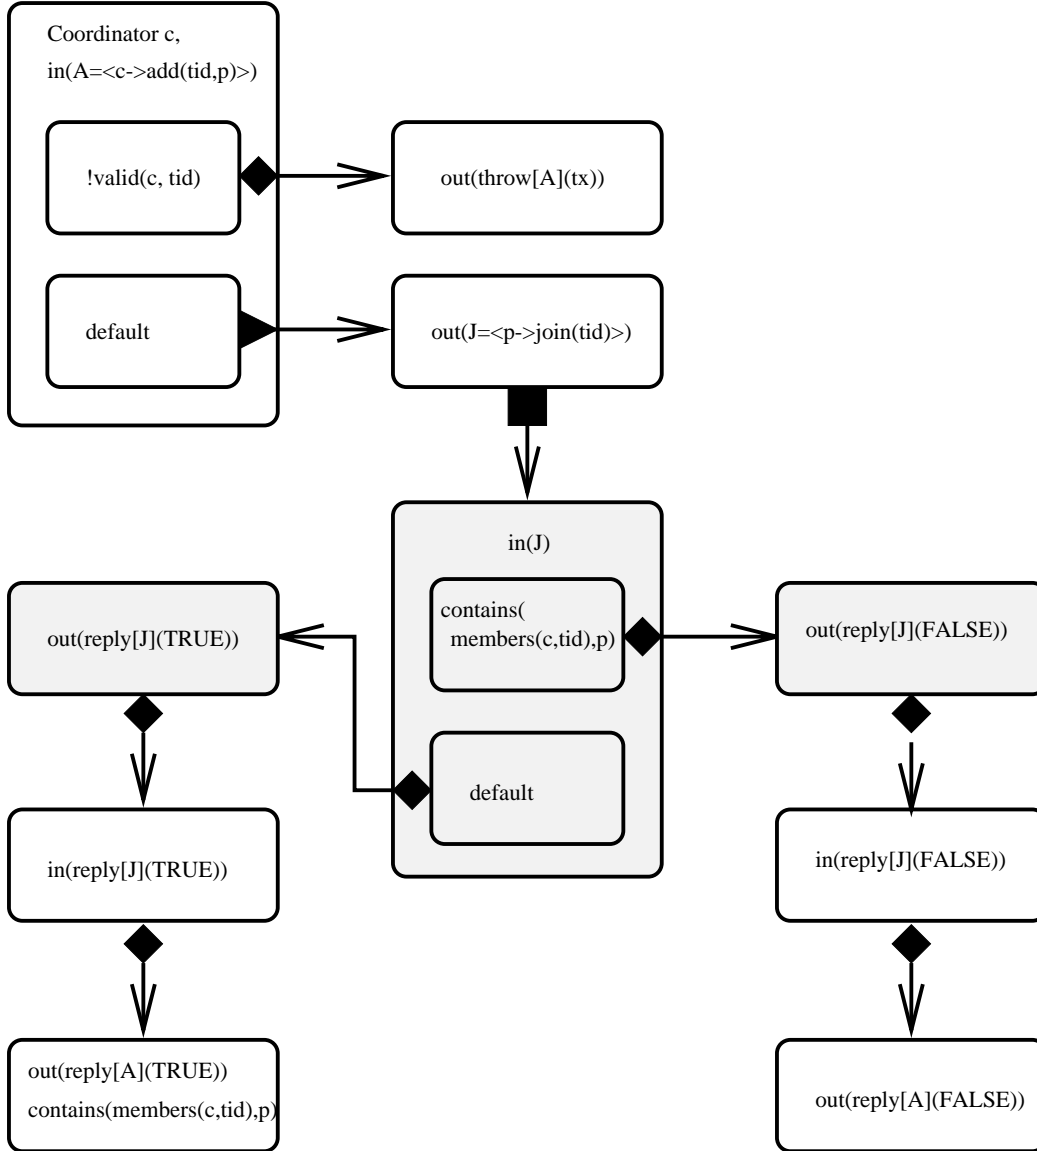 Coordinator c,
in(A=<c->add(tid,p)>)
!valid(c, tid)
out(throw[A](tx))
default
out(J=<p->join(tid)>)
in(J)
contains(
members(c,tid),p)
out(reply[J](TRUE))
out(reply[J](FALSE))
default
in(reply[J](TRUE))
in(reply[J](FALSE))
out(reply[A](TRUE))
contains(members(c,tid),p)
out(reply[A](FALSE))